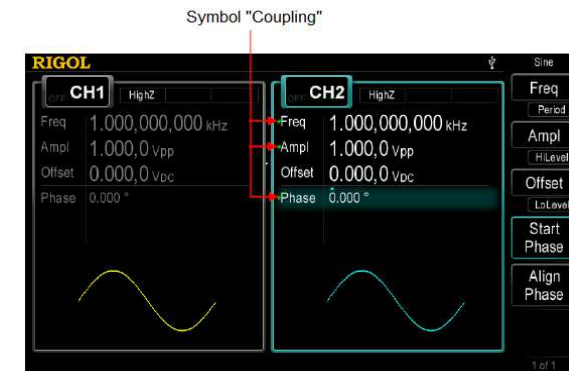 Symbol "Coupling"
RIGOL
Sine
OFF CH1 HighZ
Freq 1.000,000,000 kHz
Ampl 1.000,0 Vpp
Offset 0.000,0 VDC
Phase 0.000 °
OFF CH2 HighZ
Freq 1.000,000,000 kHz
Ampl 1.000,0 Vpp
Offset 0.000,0 VDC
Phase 0.000 °
Freq
Period
Ampl
HiLevel
Offset
LoLevel
Start
Phase
Align
Phase
1 of 1